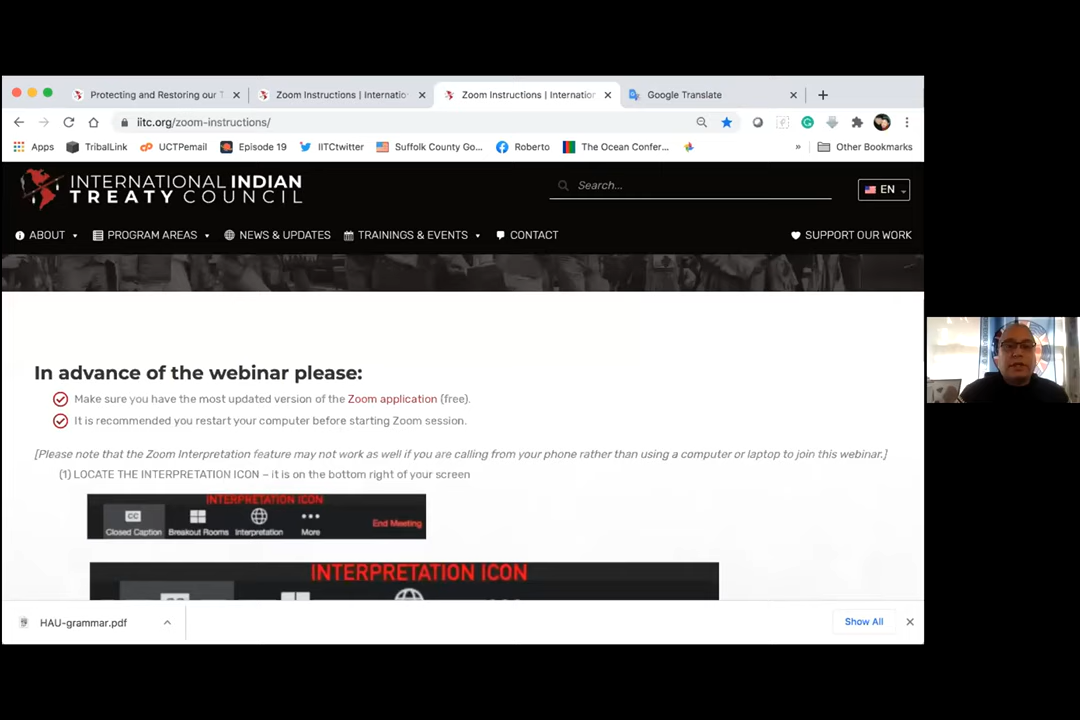 Protecting and Restoring our T
Zoom Instructions | Internatio
Zoom Instructions | Internation
Google Translate
iitc.org/zoom-instructions/
Apps
TribalLink
UCTPemail
Episode 19
IITCtwitter
Suffolk County Go...
Roberto
The Ocean Confer...
»
Other Bookmarks
INTERNATIONAL INDIAN
TREATY COUNCIL
Search...
EN
ABOUT
PROGRAM AREAS
NEWS & UPDATES
TRAININGS & EVENTS
CONTACT
SUPPORT OUR WORK
In advance of the webinar please:
Make sure you have the most updated version of the Zoom application (free).
It is recommended you restart your computer before starting Zoom session.
[Please note that the Zoom Interpretation feature may not work as well if you are calling from your phone rather than using a computer or laptop to join this webinar.]
(1) LOCATE THE INTERPRETATION ICON – it is on the bottom right of your screen
INTERPRETATION ICON
CC
Closed Caption
Breakout Rooms
Interpretation
More
End Meeting
INTERPRETATION ICON
HAU-grammar.pdf
Show All